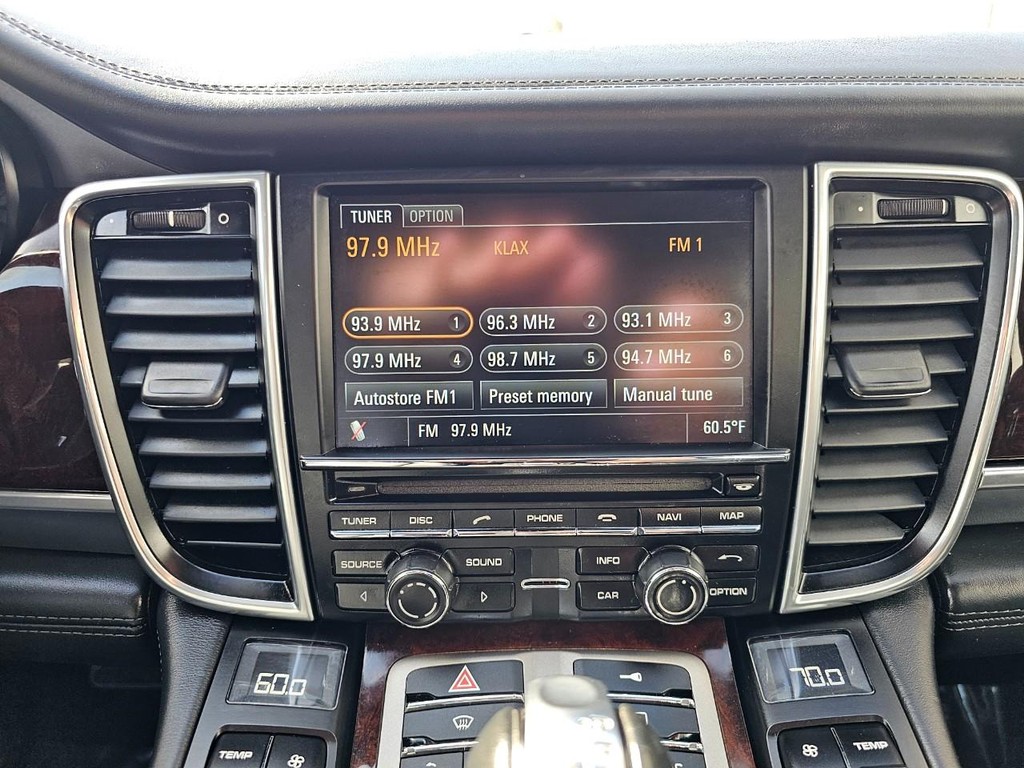 TUNER OPTION
97.9 MHz KLAX FM 1
93.9 MHz 1 96.3 MHz 2 93.1 MHz 3
97.9 MHz 4 98.7 MHz 5 94.7 MHz 6
Autostore FM1 Preset memory Manual tune
FM 97.9 MHz 60.5°F
TUNER DISC PHONE NAVI MAP
SOURCE SOUND INFO
CAR OPTION
60.0 70.0
TEMP TEMP